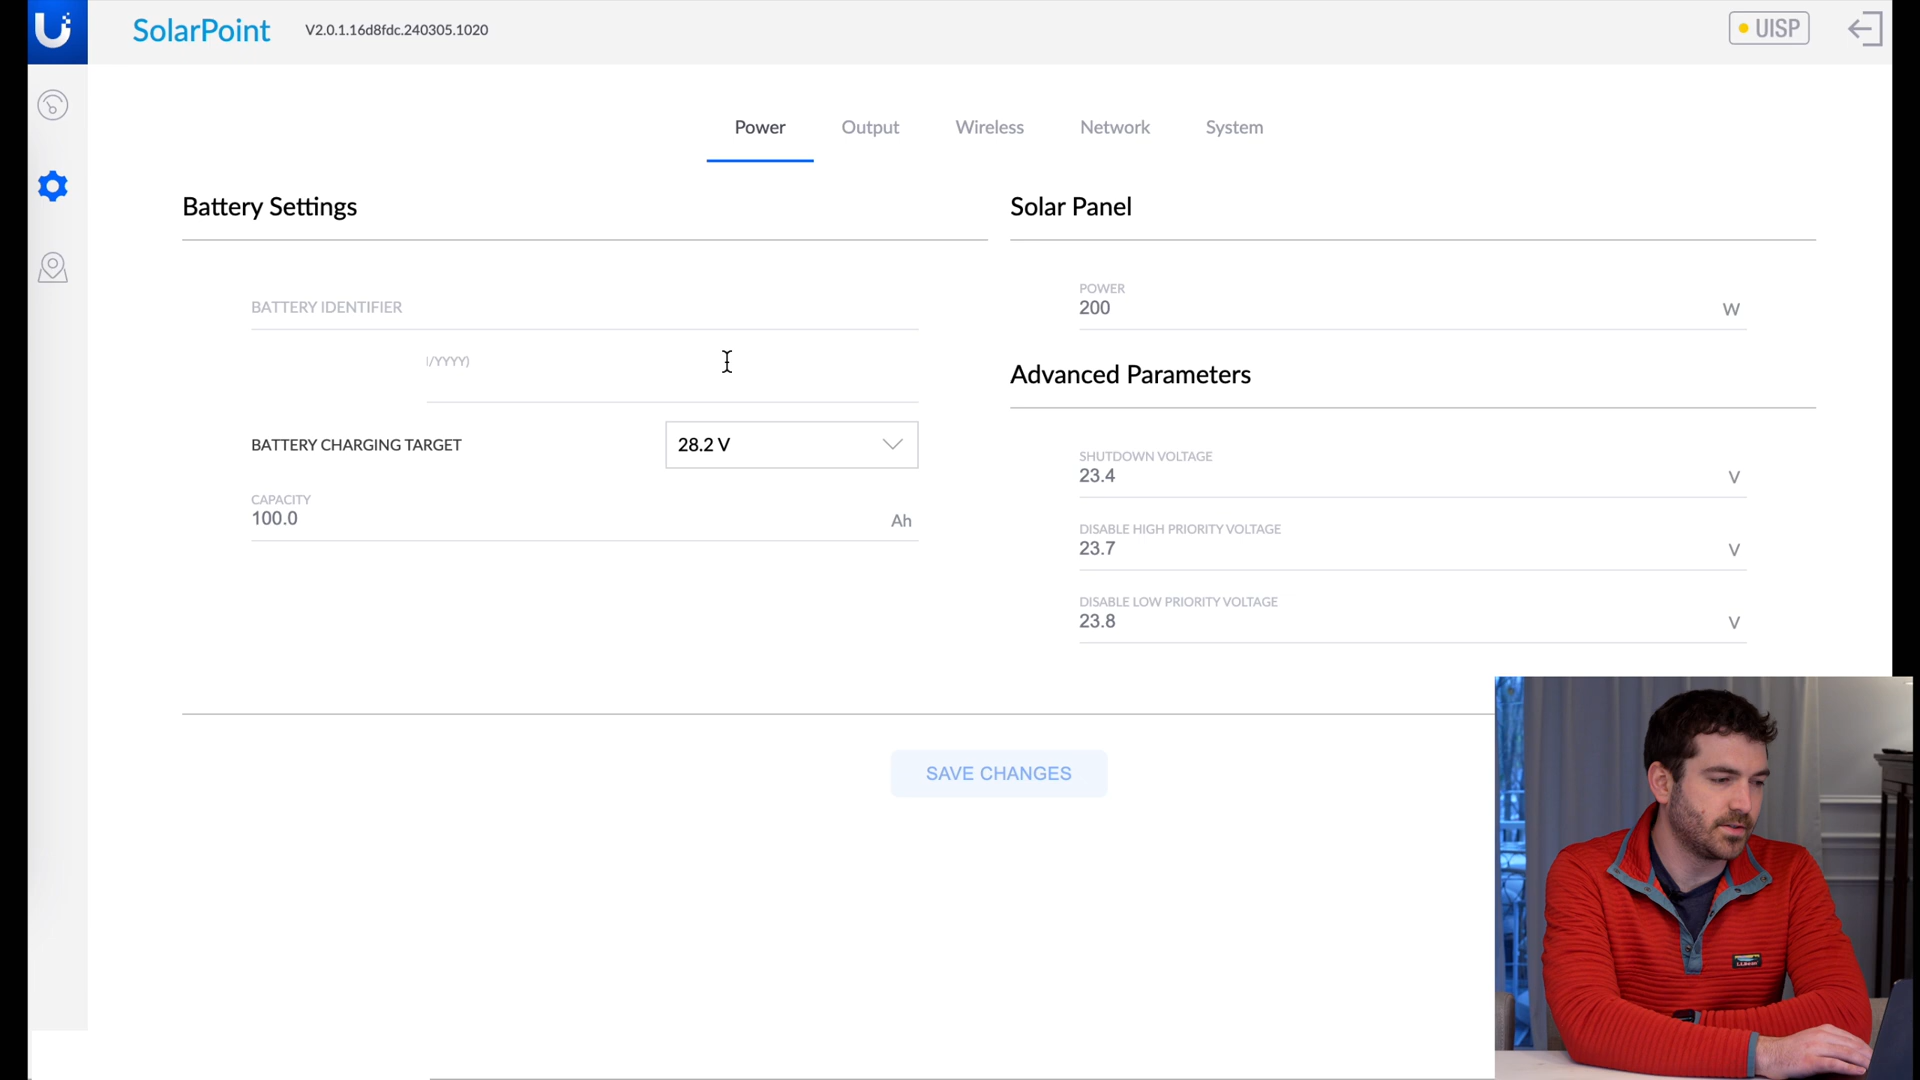 SolarPoint V2.0.1.16d8fdc.240305.1020
UISP
Power Output Wireless Network System
Battery Settings
BATTERY IDENTIFIER
/YYYY)
BATTERY CHARGING TARGET 28.2 V
CAPACITY
100.0 Ah
Solar Panel
POWER
200 W
Advanced Parameters
SHUTDOWN VOLTAGE
23.4 V
DISABLE HIGH PRIORITY VOLTAGE
23.7 V
DISABLE LOW PRIORITY VOLTAGE
23.8 V
SAVE CHANGES